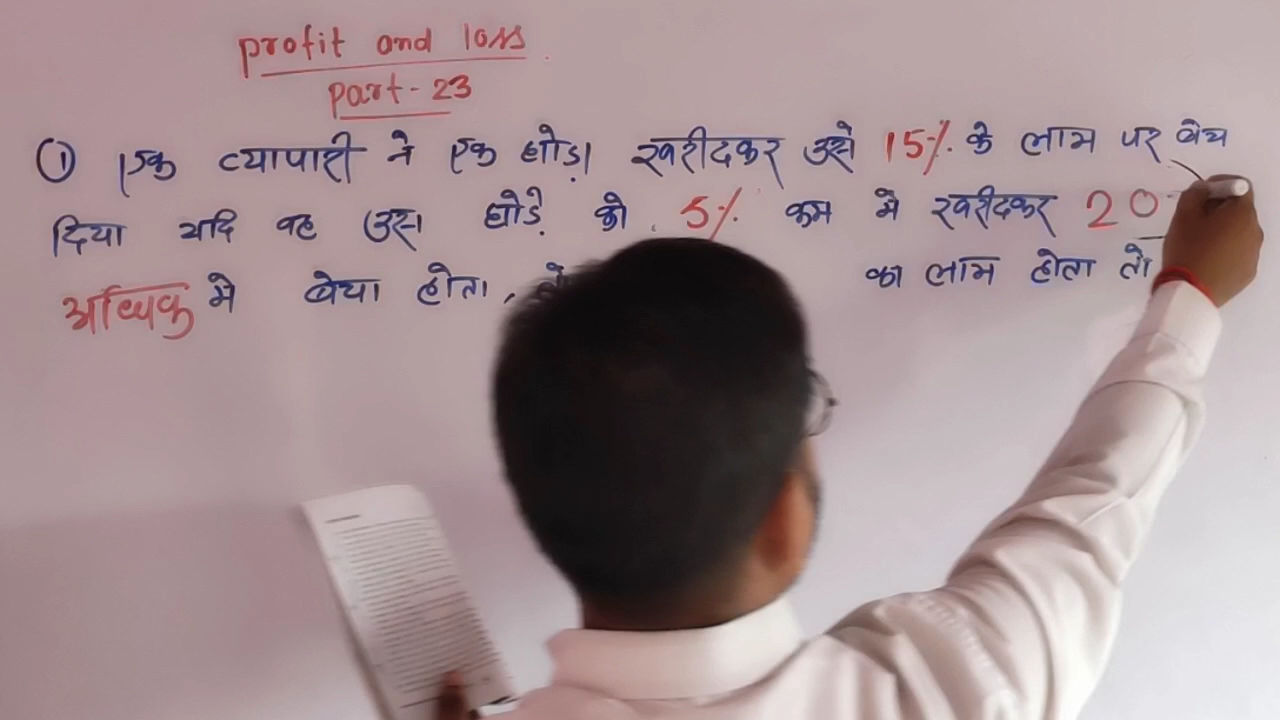 profit and loss
part - 23
① एक व्यापारी ने एक घोड़ा खरीदकर उसे 15% के लाभ पर बेच
दिया यदि वह उस घोड़े को 5% कम मे खरीदकर 20
अधिक मे बेचा होता, का लाभ होता तो